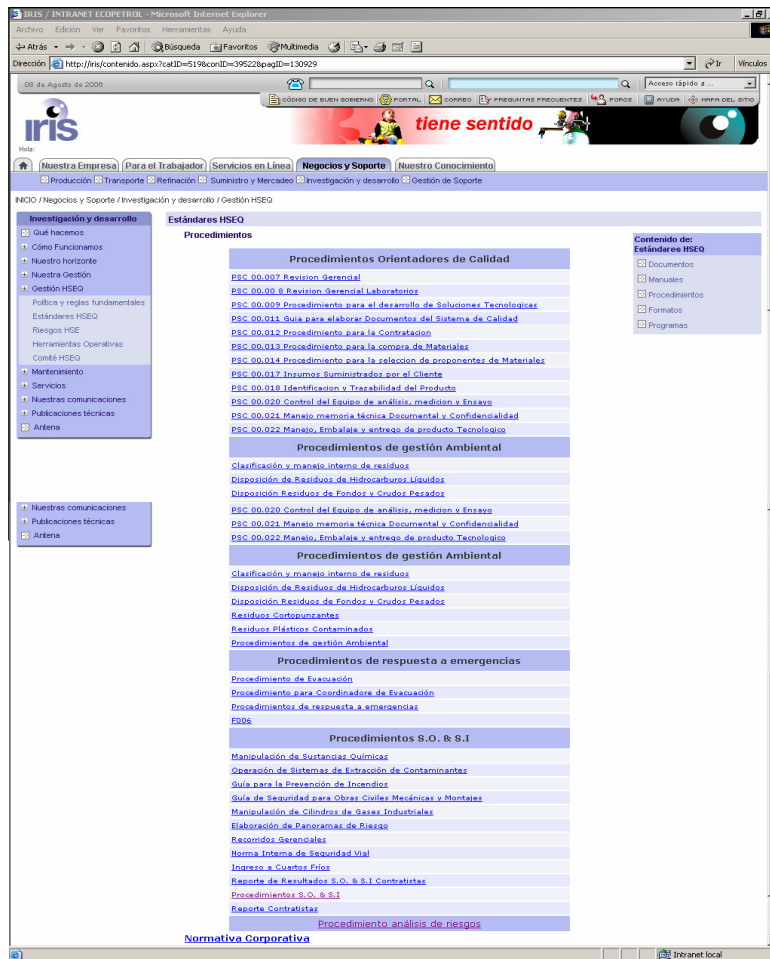 IRIS / INTRANET ECOPETROL - Microsoft Internet Explorer
Archivo Edición Ver Favoritos Herramientas Ayuda
Atrás Búsqueda Favoritos Multimedia
Dirección http://iris/contenido.aspx?catID=519&conID=39522&pagID=130929 Ir Vínculos
08 de Agosto de 2006 Acceso rápido a ...
CÓDIGO DE BUEN GOBIERNO PORTAL CORREO PREGUNTAS FRECUENTES FOROS AYUDA MAPA DEL SITIO
IRIS
tiene sentido
Hola:
Nuestra Empresa Para el Trabajador Servicios en Línea Negocios y Soporte Nuestro Conocimiento
Producción Transporte Refinación Suministro y Mercadeo Investigación y desarrollo Gestión de Soporte
INICIO / Negocios y Soporte / Investigación y desarrollo / Gestión HSEQ
Investigación y desarrollo
Qué hacemos
Cómo Funcionamos
Nuestro horizonte
Nuestra Gestión
Gestión HSEQ
Política y reglas fundamentales
Estándares HSEQ
Riesgos HSE
Herramientas Operativas
Comité HSEQ
Mantenimiento
Servicios
Nuestras comunicaciones
Publicaciones técnicas
Antena
Nuestras comunicaciones
Publicaciones técnicas
Antena
Estándares HSEQ
Procedimientos
Procedimientos Orientadores de Calidad
PSC 00.007 Revision Gerencial
PSC 00.00 8 Revision Gerencial Laboratorios
PSC 00.009 Procedimiento para el desarrollo de Soluciones Tecnologicas
PSC 00.011 Guia para elaborar Documentos del Sistema de Calidad
PSC 00.012 Procedimiento para la Contratacion
PSC 00.013 Procedimiento para la compra de Materiales
PSC 00.014 Procedimiento para la seleccion de proponentes de Materiales
PSC 00.017 Insumos Suministrados por el Cliente
PSC 00.018 Identificacion y Trazabilidad del Producto
PSC 00.020 Control del Equipo de análisis, medicion y Ensayo
PSC 00.021 Manejo memoria técnica Documental y Confidencialidad
PSC 00.022 Manejo, Embalaje y entrego de producto Tecnologico
Procedimientos de gestión Ambiental
Clasificación y manejo interno de residuos
Disposición de Residuos de Hidrocarburos Líquidos
Disposición Residuos de Fondos y Crudos Pesados
PSC 00.020 Control del Equipo de análisis, medicion y Ensayo
PSC 00.021 Manejo memoria técnica Documental y Confidencialidad
PSC 00.022 Manejo, Embalaje y entrego de producto Tecnologico
Procedimientos de gestión Ambiental
Clasificación y manejo interno de residuos
Disposición de Residuos de Hidrocarburos Líquidos
Disposición Residuos de Fondos y Crudos Pesados
Residuos Cortopunzantes
Residuos Plásticos Contaminados
Procedimientos de gestión Ambiental
Procedimientos de respuesta a emergencias
Procedimiento de Evacuación
Procedimiento para Coordinadore de Evacuación
Procedimientos de respuesta a emergencias
F006
Procedimientos S.O. & S.I
Manipulación de Sustancias Químicas
Operación de Sistemas de Extracción de Contaminantes
Guía para la Prevención de Incendios
Guía de Seguridad para Obras Civiles Mecánicas y Montajes
Manipulación de Cilindros de Gases Industriales
Elaboración de Panoramas de Riesgo
Recorridos Gerenciales
Norma Interna de Seguridad Vial
Ingreso a Cuartos Fríos
Reporte de Resultados S.O. & S.I Contratistas
Procedimientos S.O. & S.I
Reporte Contratistas
Procedimiento análisis de riesgos
Normativa Corporativa
Contenido de:
Estándares HSEQ
Documentos
Manuales
Procedimientos
Formatos
Programas
Intranet local